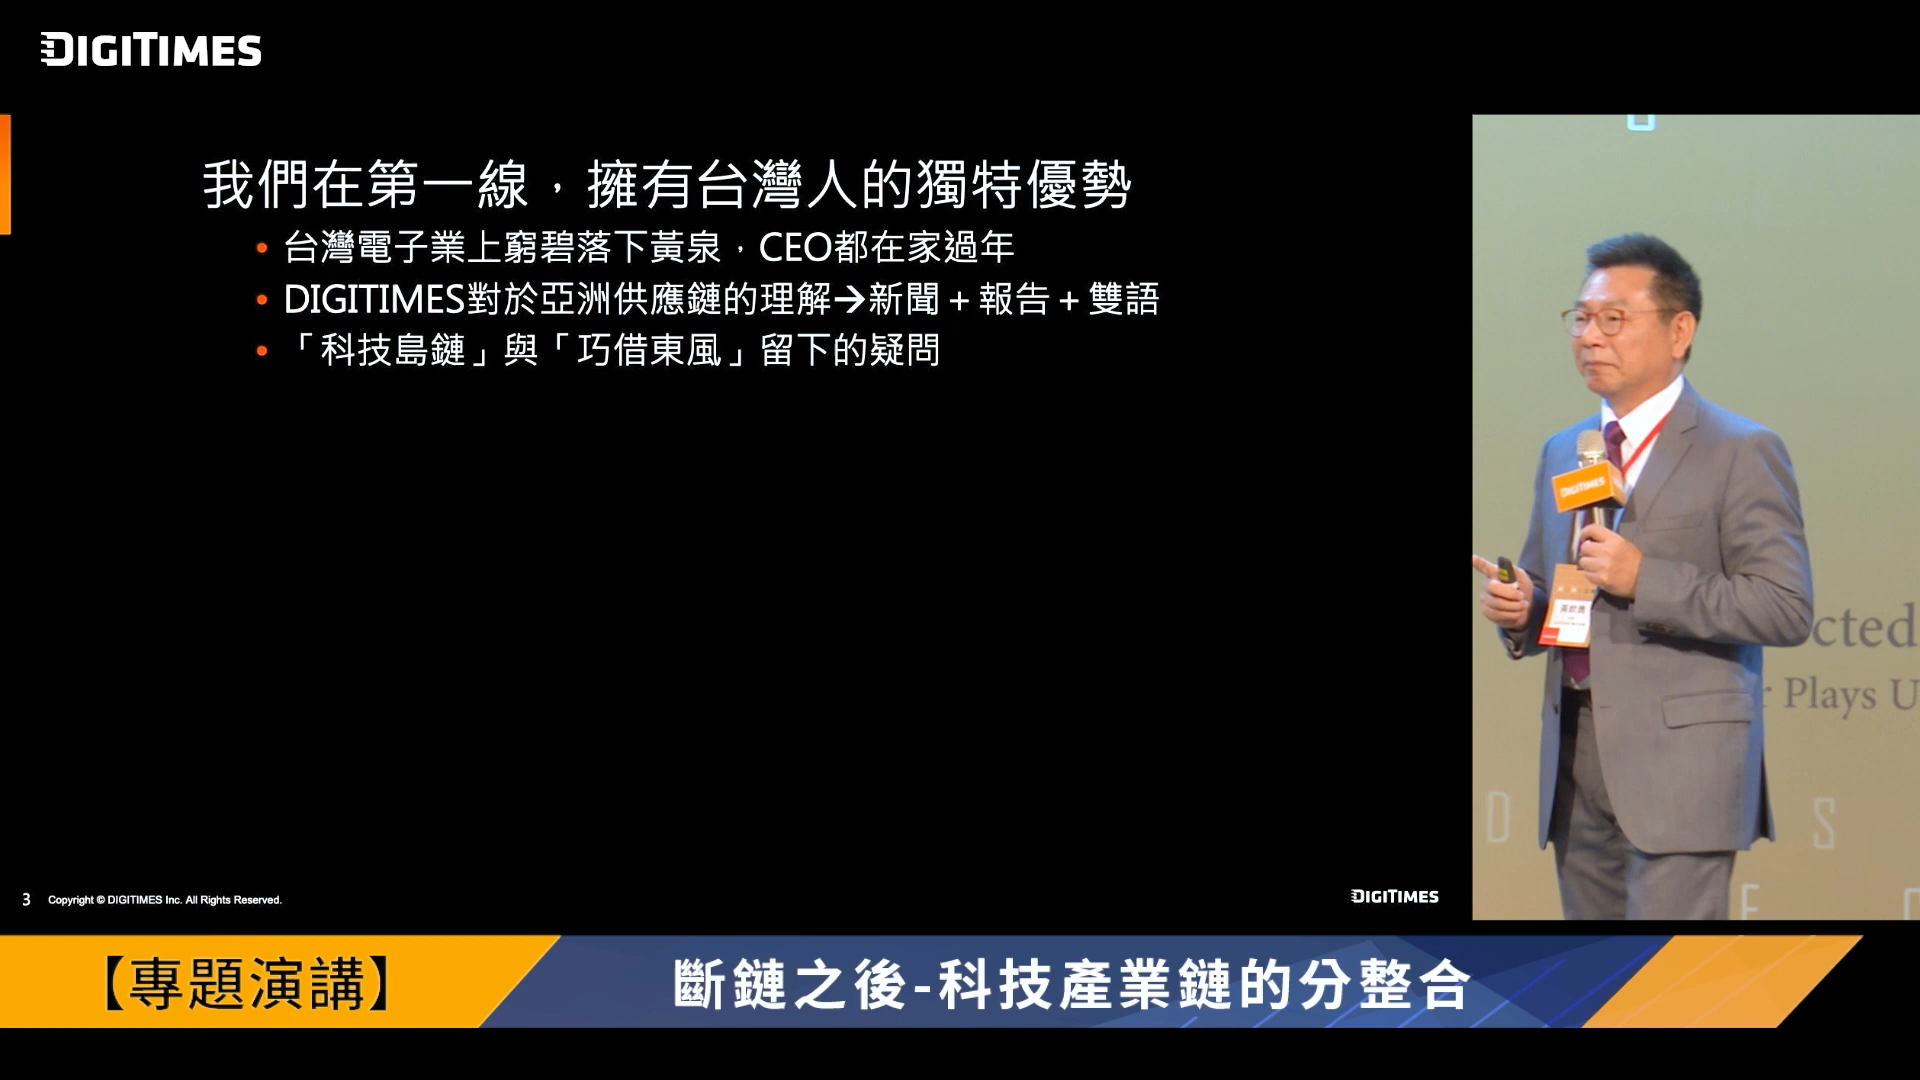 DIGITIMES
我們在第一線，擁有台灣人的獨特優勢
• 台灣電子業上窮碧落下黃泉，CEO都在家過年
• DIGITIMES對於亞洲供應鏈的理解→新聞＋報告＋雙語
• 「科技島鏈」與「巧借東風」留下的疑問
DIGITIMES
黃欽勇
cted
r Plays U
D
S
E
3 Copyright © DIGITIMES Inc. All Rights Reserved.
DIGITIMES
【專題演講】
斷鏈之後-科技產業鏈的分整合